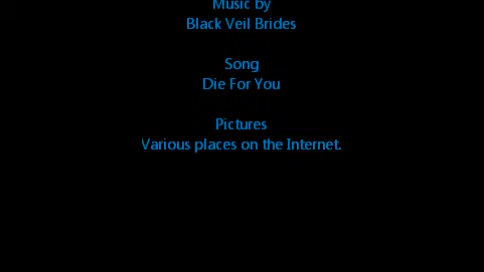 Music by
Black Veil Brides
Song
Die For You
Pictures
Various places on the Internet.